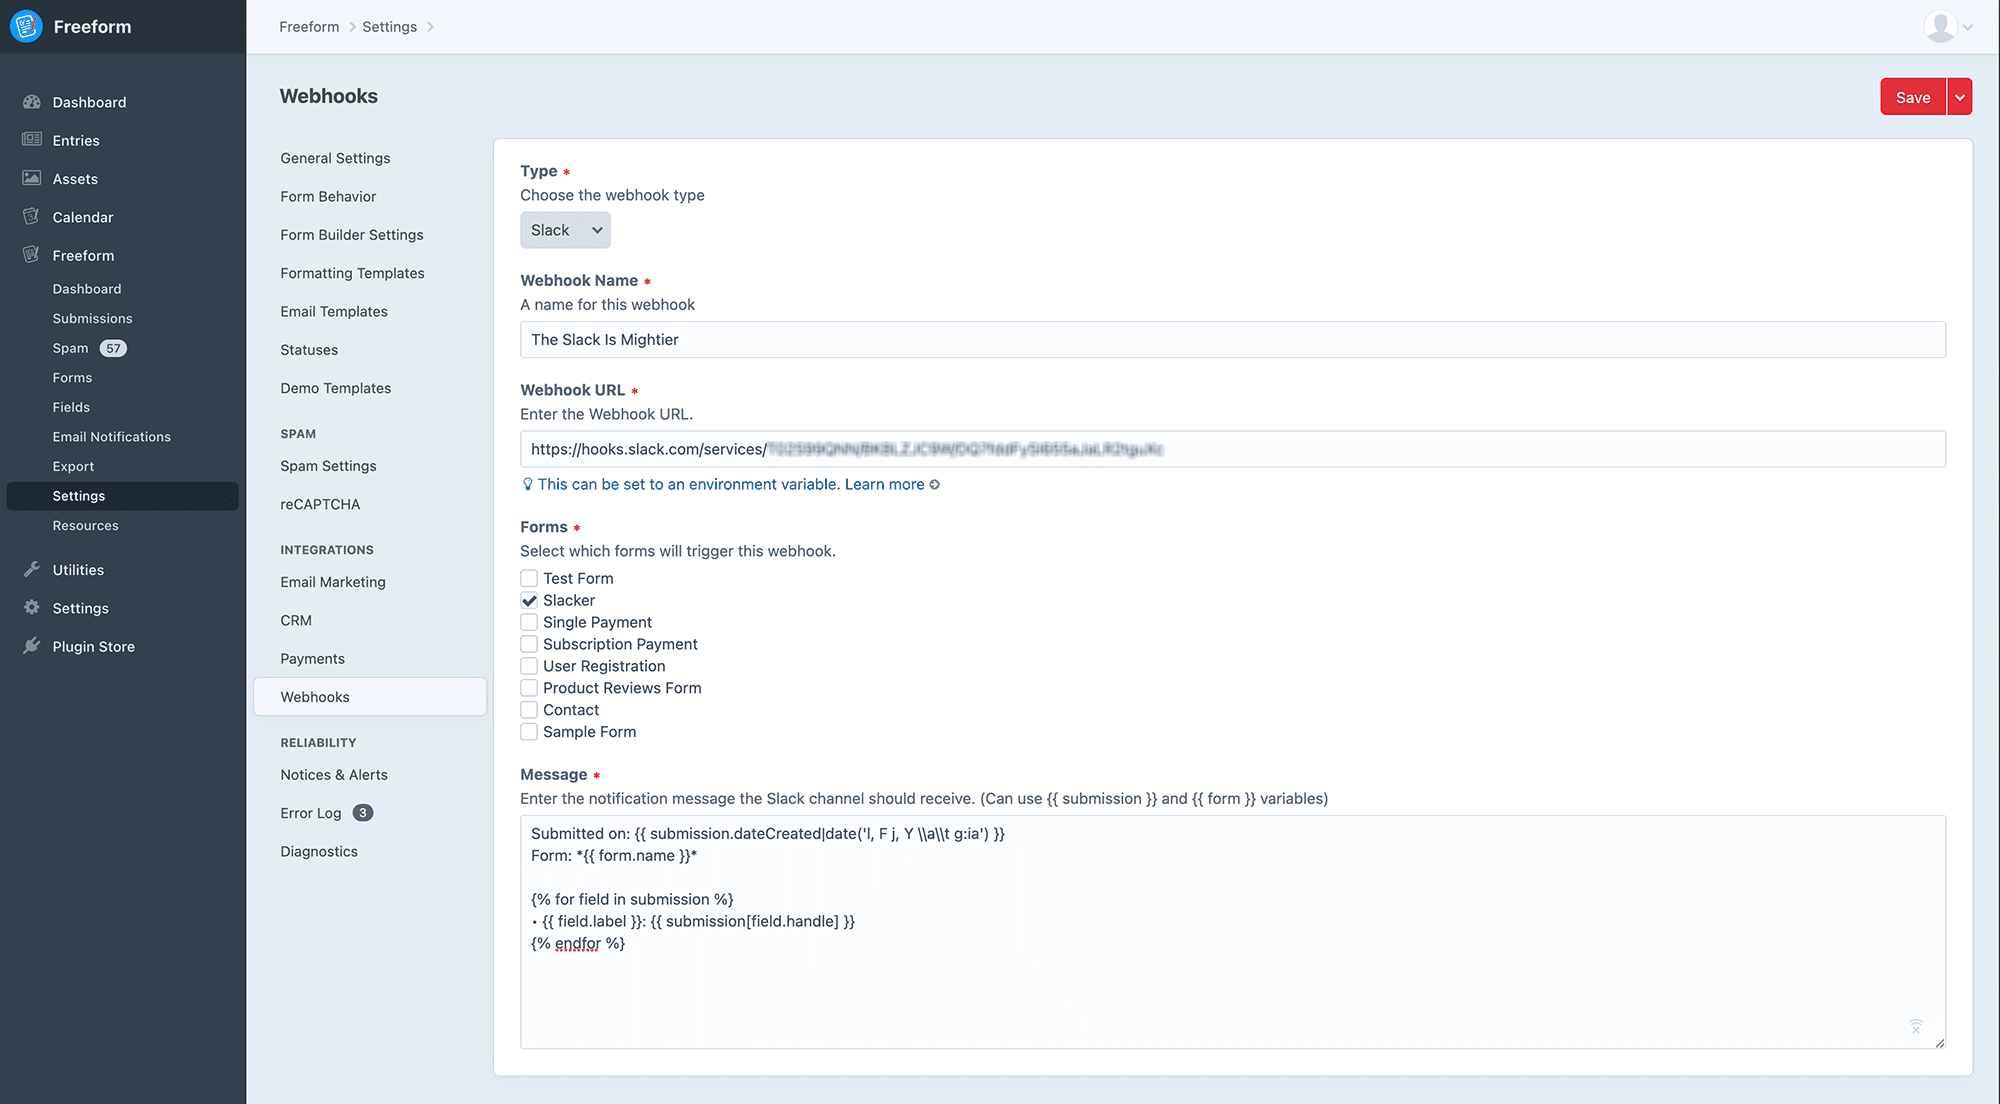 Freeform
Freeform
Settings
Dashboard
Entries
Assets
Calendar
Freeform
Dashboard
Submissions
Spam 57
Forms
Fields
Email Notifications
Export
Settings
Resources
Utilities
Settings
Plugin Store
Webhooks
Save
General Settings
Form Behavior
Form Builder Settings
Formatting Templates
Email Templates
Statuses
Demo Templates
SPAM
Spam Settings
reCAPTCHA
INTEGRATIONS
Email Marketing
CRM
Payments
Webhooks
RELIABILITY
Notices & Alerts
Error Log 3
Diagnostics
Type *
Choose the webhook type
Slack
Webhook Name *
A name for this webhook
The Slack Is Mightier
Webhook URL *
Enter the Webhook URL.
https://hooks.slack.com/services/
This can be set to an environment variable. Learn more
Forms *
Select which forms will trigger this webhook.
Test Form
Slacker
Single Payment
Subscription Payment
User Registration
Product Reviews Form
Contact
Sample Form
Message *
Enter the notification message the Slack channel should receive. (Can use {{ submission }} and {{ form }} variables)
Submitted on: {{ submission.dateCreated|date('l, F j, Y \\a\\t g:ia') }}
Form: *{{ form.name }}*
{% for field in submission %}
• {{ field.label }}: {{ submission[field.handle] }}
{% endfor %}